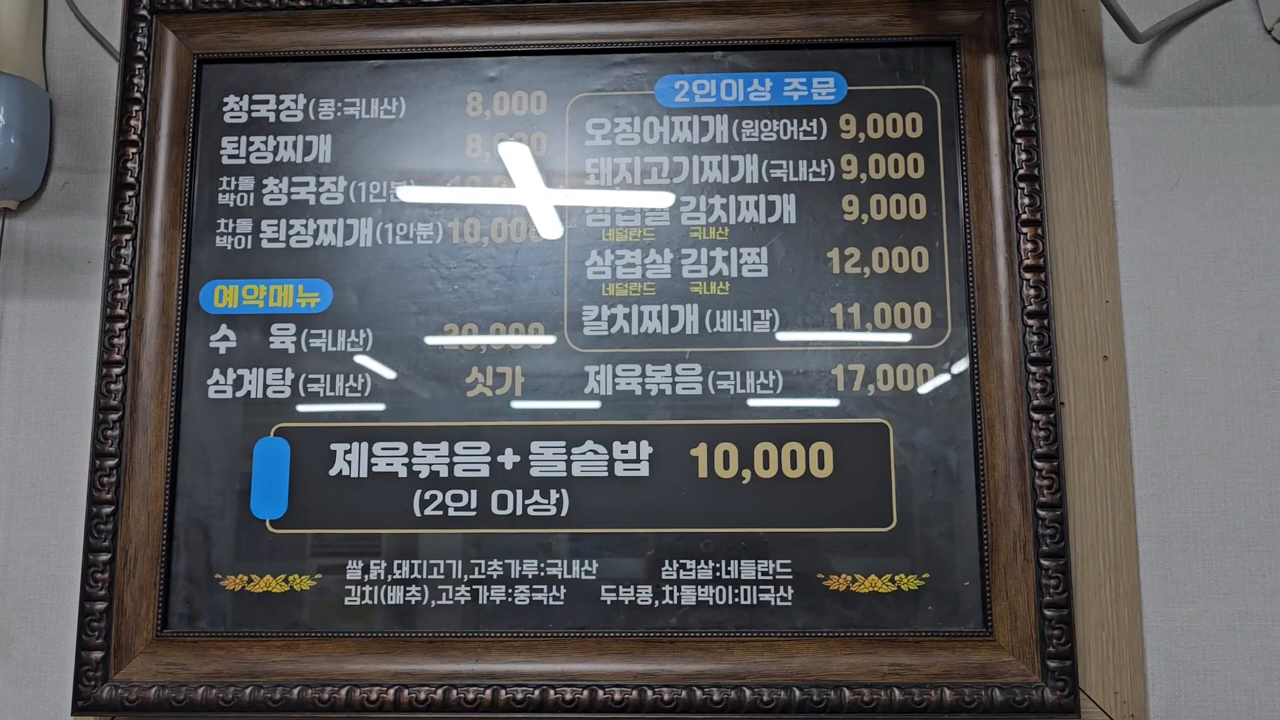 청국장(콩:국내산) 8,000
된장찌개 8,000
차돌박이 청국장(1인분)
차돌박이 된장찌개(1인분) 10,000
예약메뉴
수 육(국내산)
삼계탕(국내산) 싯가
2인이상 주문
오징어찌개(원양어선) 9,000
돼지고기찌개(국내산) 9,000
삼겹살 김치찌개 9,000
네덜란드 국내산
삼겹살 김치찜 12,000
네덜란드 국내산
칼치찌개(세네갈) 11,000
제육볶음(국내산) 17,000
제육볶음+돌솥밥 10,000
(2인 이상)
쌀,닭,돼지고기,고추가루:국내산 삼겹살:네들란드
김치(배추),고추가루:중국산 두부콩,차돌박이:미국산